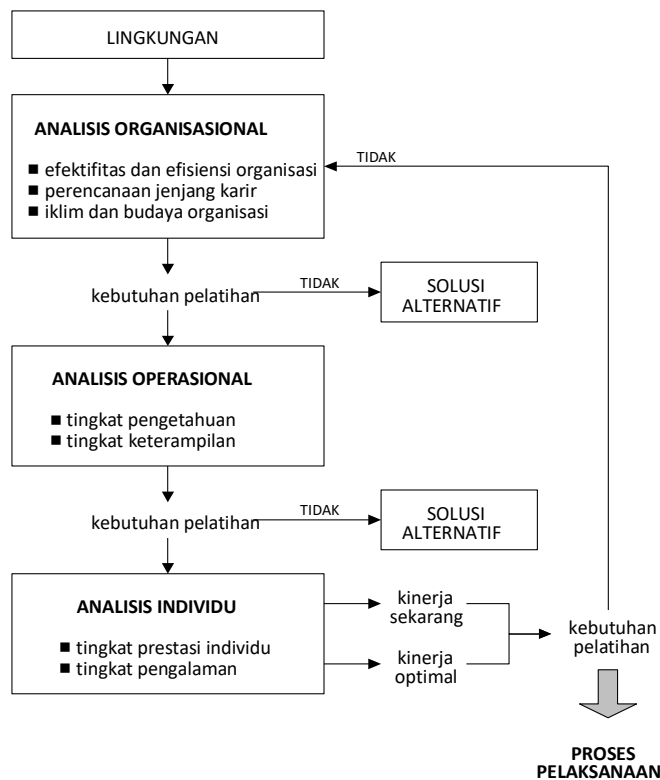 LINGKUNGAN
ANALISIS ORGANISASIONAL
■ efektifitas dan efisiensi organisasi
■ perencanaan jenjang karir
■ iklim dan budaya organisasi
TIDAK
kebutuhan pelatihan
TIDAK
SOLUSI
ALTERNATIF
ANALISIS OPERASIONAL
■ tingkat pengetahuan
■ tingkat keterampilan
kebutuhan pelatihan
TIDAK
SOLUSI
ALTERNATIF
ANALISIS INDIVIDU
■ tingkat prestasi individu
■ tingkat pengalaman
kinerja
sekarang
kinerja
optimal
kebutuhan
pelatihan
PROSES
PELAKSANAAN